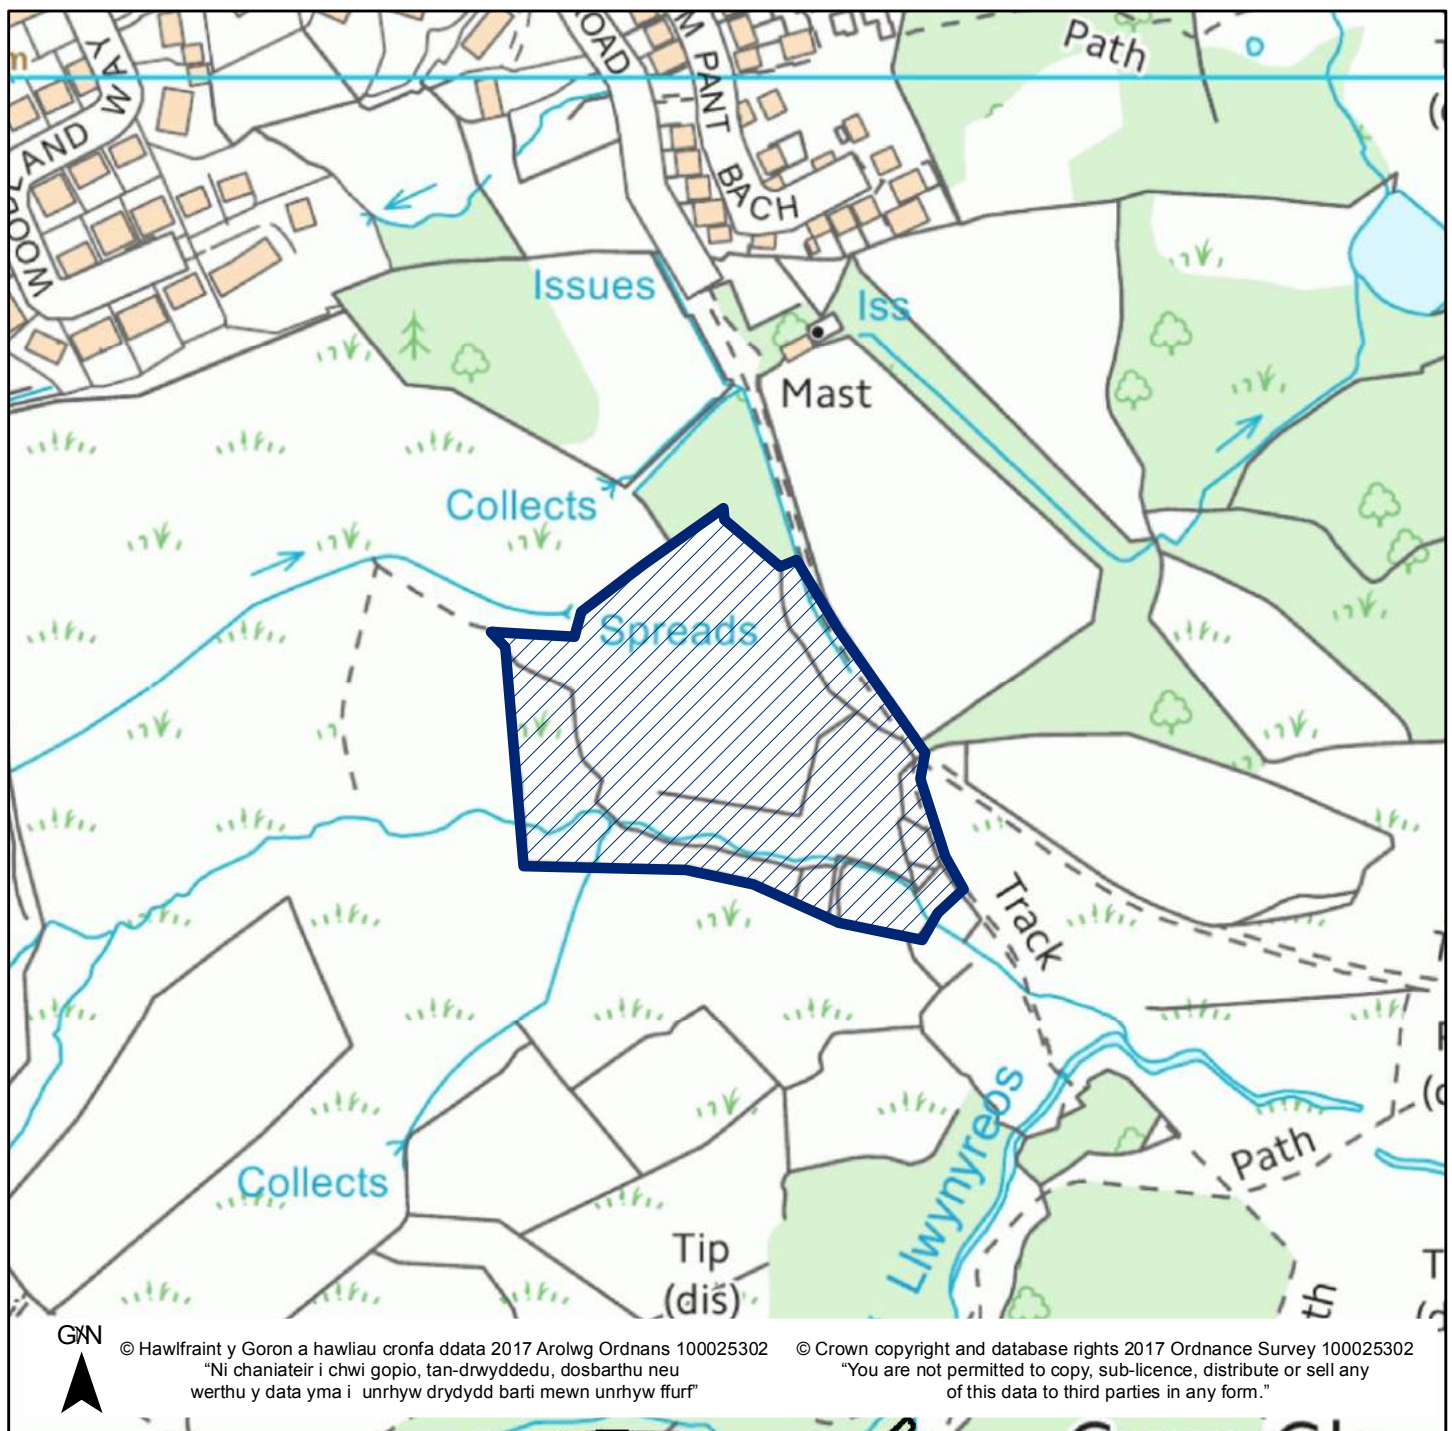 Path
WOODLAND WAY
ROAD
M PANT BACH
Issues
Iss
Mast
Collects
Spreads
Track
Llwynyreos
Path
Collects
Tip
(dis)
G/N
© Hawlfraint y Goron a hawliau cronfa ddata 2017 Arolwg Ordnans 100025302
“Ni chaniateir i chwi gopio, tan-drwyddedu, dosbarthu neu
werthu y data yma i unrhyw drydydd barti mewn unrhyw ffurf”
© Crown copyright and database rights 2017 Ordnance Survey 100025302
“You are not permitted to copy, sub-licence, distribute or sell any
of this data to third parties in any form.”